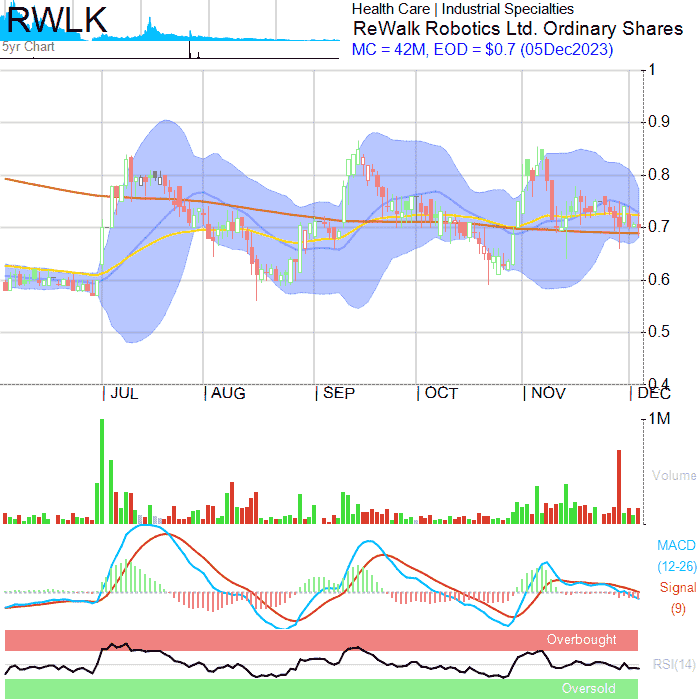 RWLK
5yr Chart
Health Care | Industrial Specialties
ReWalk Robotics Ltd. Ordinary Shares
MC = 42M, EOD = $0.7 (05Dec2023)
1
0.9
0.8
0.7
0.6
0.5
0.4
JUL AUG SEP OCT NOV DEC
1M
Volume
MACD
(12-26)
Signal
(9)
Overbought
RSI(14)
Oversold